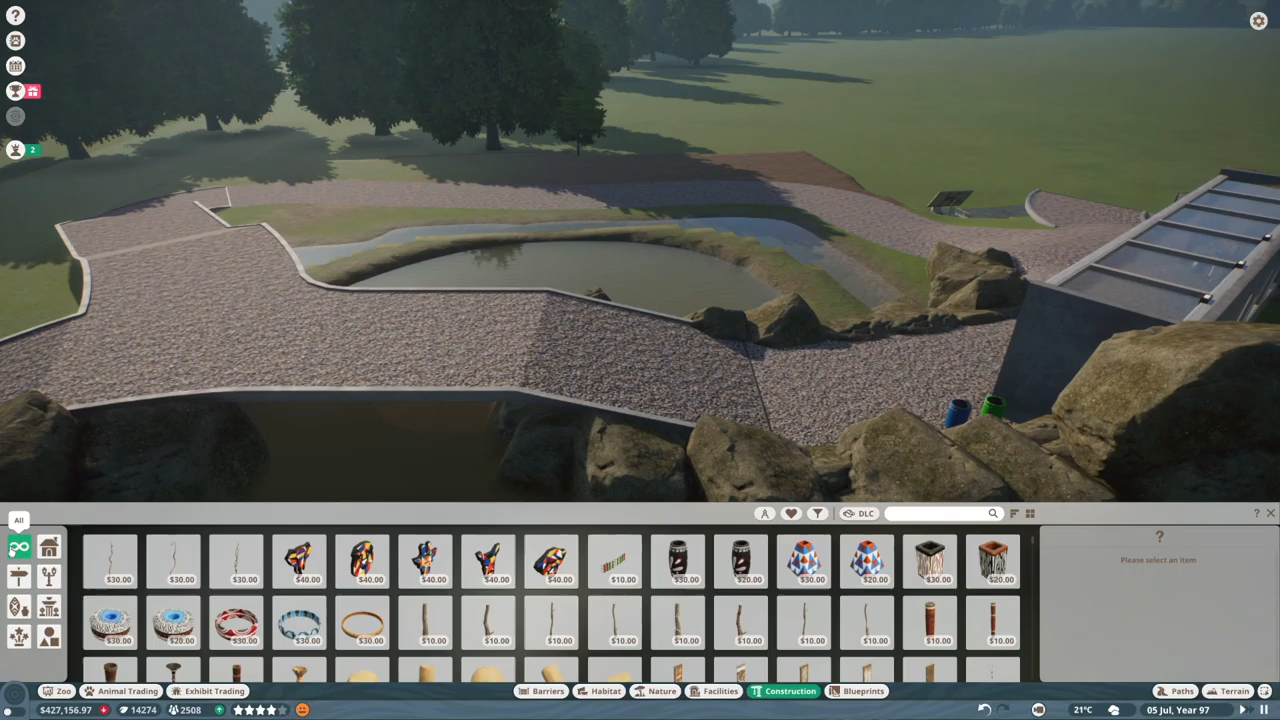 2
All
DLC
$30.00 $30.00 $30.00 $40.00 $40.00 $40.00 $40.00 $40.00 $10.00 $30.00 $20.00 $30.00 $20.00 $30.00 $20.00
Please select an item
$30.00 $20.00 $30.00 $30.00 $30.00 $10.00 $10.00 $10.00 $10.00 $10.00 $10.00 $10.00 $10.00 $10.00 $10.00
Zoo Animal Trading Exhibit Trading Barriers Habitat Nature Facilities Construction Blueprints Paths Terrain
$427,156.97 14274 2508 21°C 05 Jul, Year 97